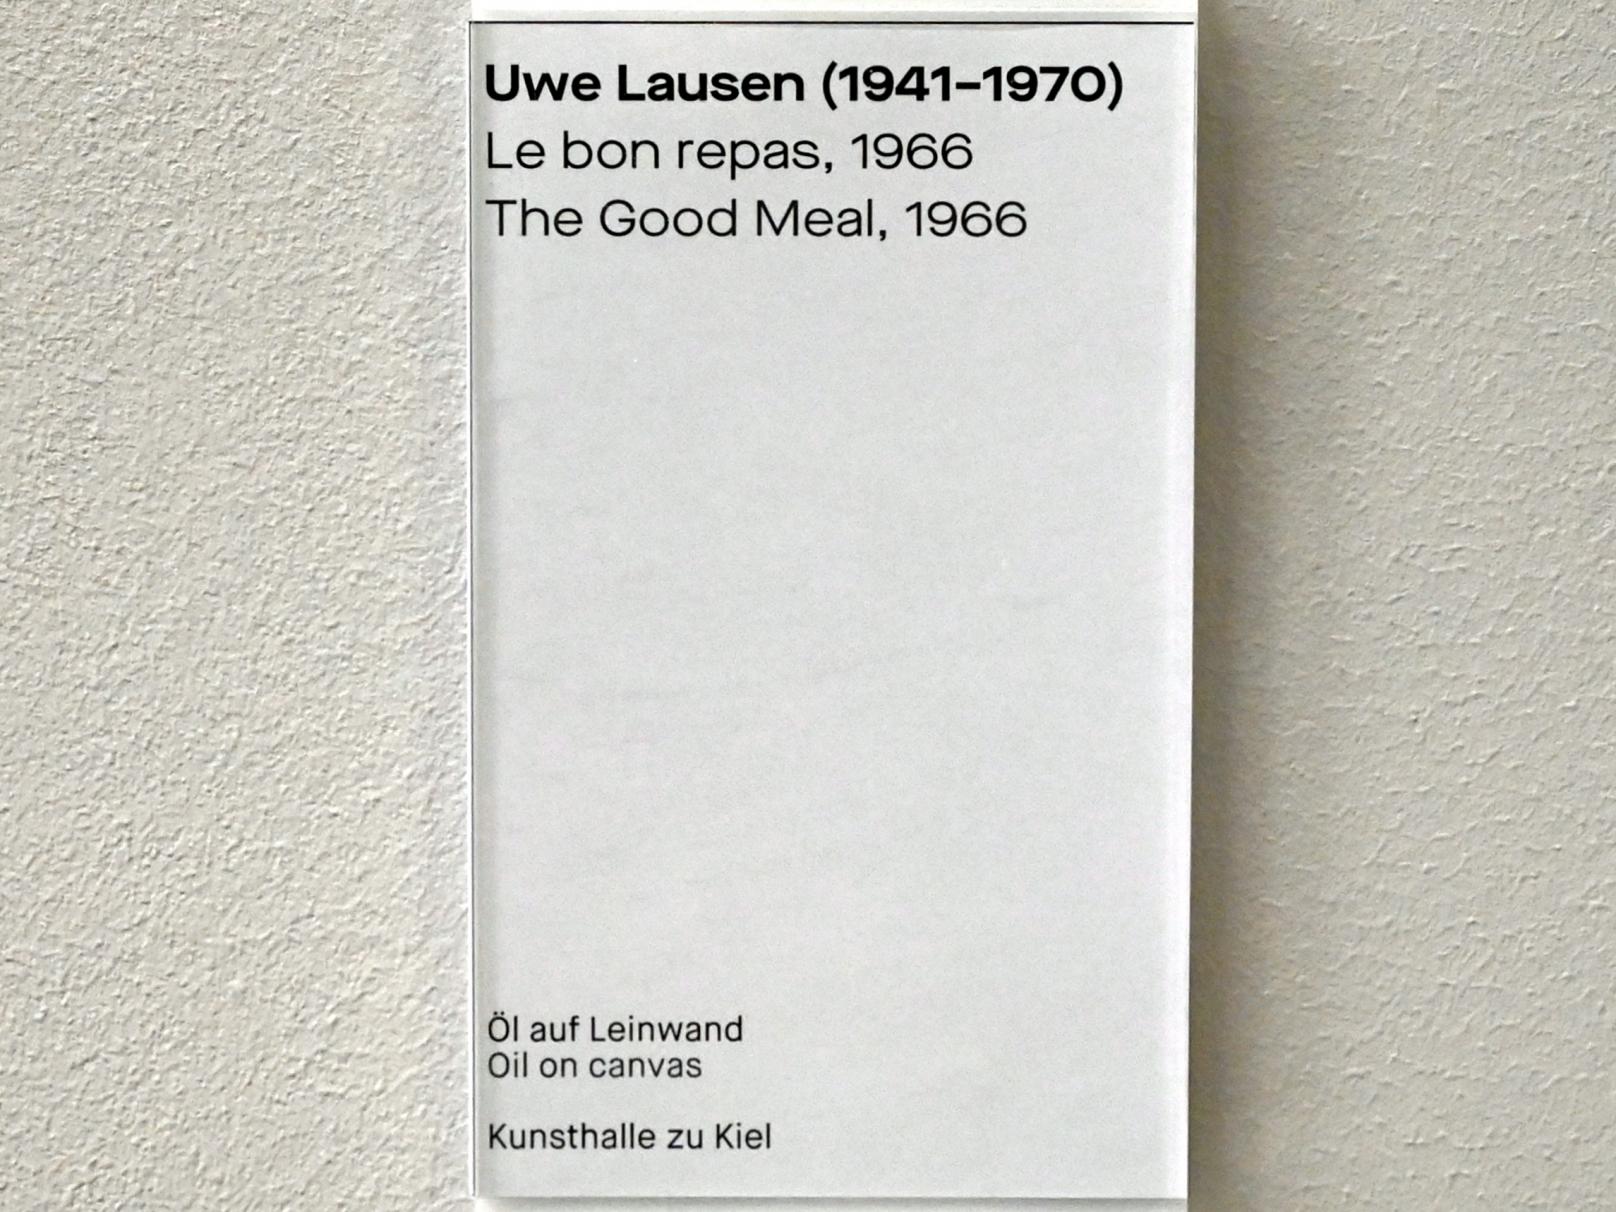 Uwe Lausen (1941–1970)
Le bon repas, 1966
The Good Meal, 1966
Öl auf Leinwand
Oil on canvas
Kunsthalle zu Kiel